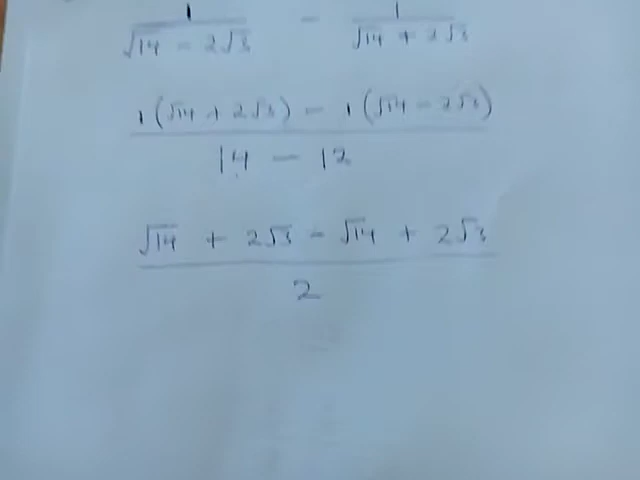 1/(√14 - 2√3) - 1/(√14 + 2√3)
1(√14 + 2√3) - 1(√14 - 2√3)
14 - 12
√14 + 2√3 - √14 + 2√3
2